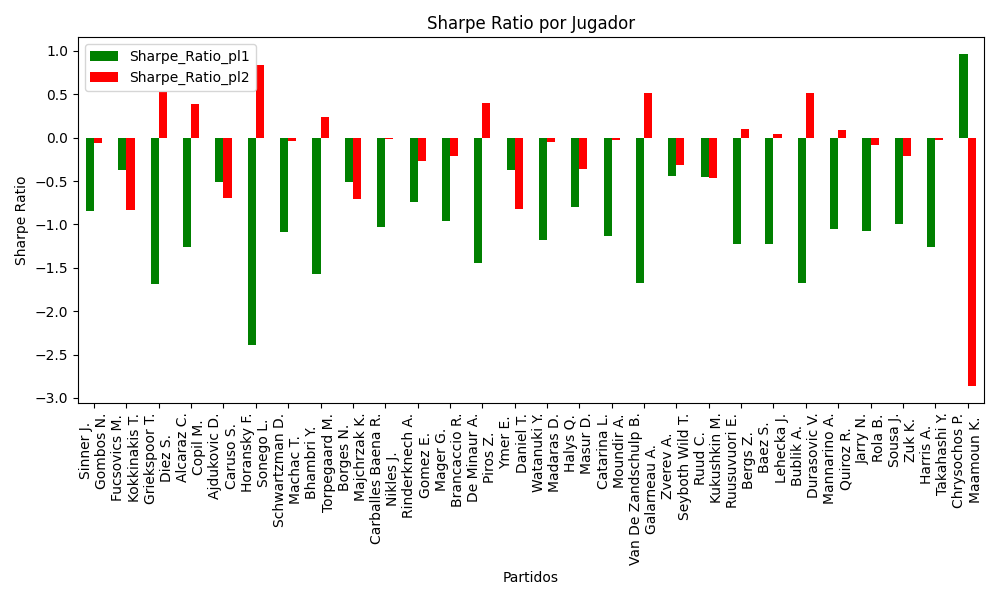 Sharpe Ratio por Jugador
Sharpe_Ratio_pl1
Sharpe_Ratio_pl2
Sharpe Ratio
1.0
0.5
0.0
−0.5
−1.0
−1.5
−2.0
−2.5
−3.0
Sinner J.
Gombos N.
Fucsovics M.
Kokkinakis T.
Griekspoor T.
Diez S.
Alcaraz C.
Copil M.
Ajdukovic D.
Caruso S.
Horansky F.
Sonego L.
Schwartzman D.
Machac T.
Bhambri Y.
Torpegaard M.
Borges N.
Majchrzak K.
Carballes Baena R.
Nikles J.
Rinderknech A.
Gomez E.
Mager G.
Brancaccio R.
De Minaur A.
Piros Z.
Ymer E.
Daniel T.
Watanuki Y.
Madaras D.
Halys Q.
Masur D.
Catarina L.
Moundir A.
Van De Zandschulp B.
Galarneau A.
Zverev A.
Seyboth Wild T.
Ruud C.
Kukushkin M.
Ruusuvuori E.
Bergs Z.
Baez S.
Lehecka J.
Bublik A.
Durasovic V.
Mannarino A.
Quiroz R.
Jarry N.
Rola B.
Sousa J.
Zuk K.
Harris A.
Takahashi Y.
Chrysochos P.
Maamoun K.
Partidos